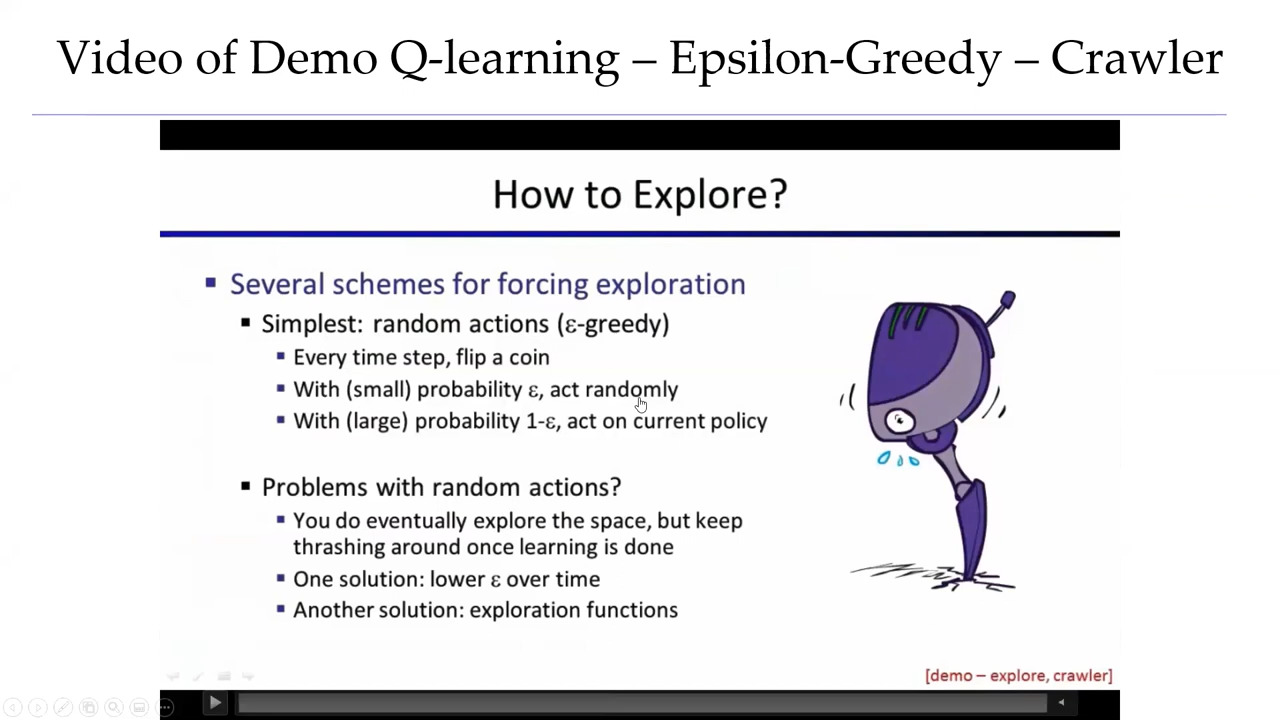 Video of Demo Q-learning – Epsilon-Greedy – Crawler
How to Explore?
Several schemes for forcing exploration
Simplest: random actions (ε-greedy)
Every time step, flip a coin
With (small) probability ε, act randomly
With (large) probability 1-ε, act on current policy
Problems with random actions?
You do eventually explore the space, but keep
thrashing around once learning is done
One solution: lower ε over time
Another solution: exploration functions
[demo – explore, crawler]